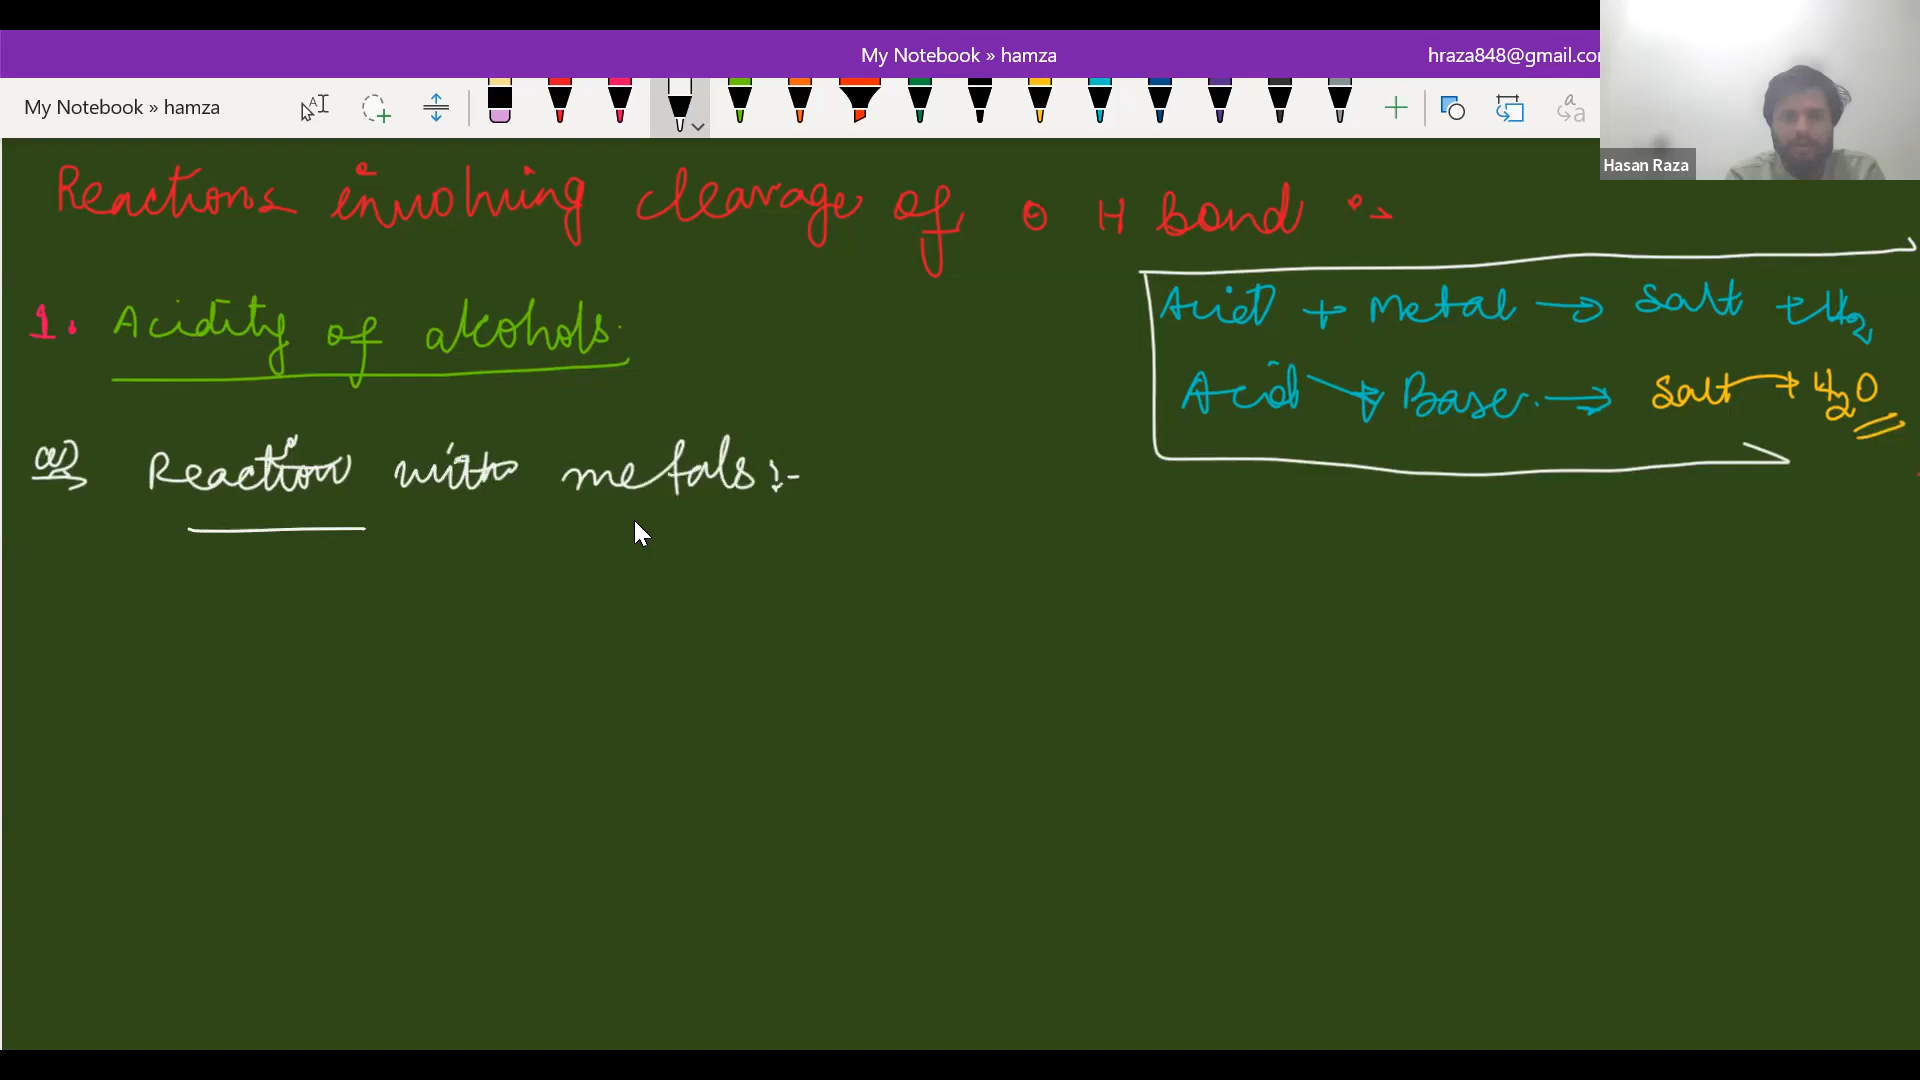 My Notebook » hamza
hraza848@gmail.co
My Notebook » hamza
Hasan Raza
Reactions involving cleavage of O H bond :-
1. Acidity of alcohols.
Acid + Metal → Salt + H2
Acid + Base. → Salt + H2O
a) Reaction with metals :-